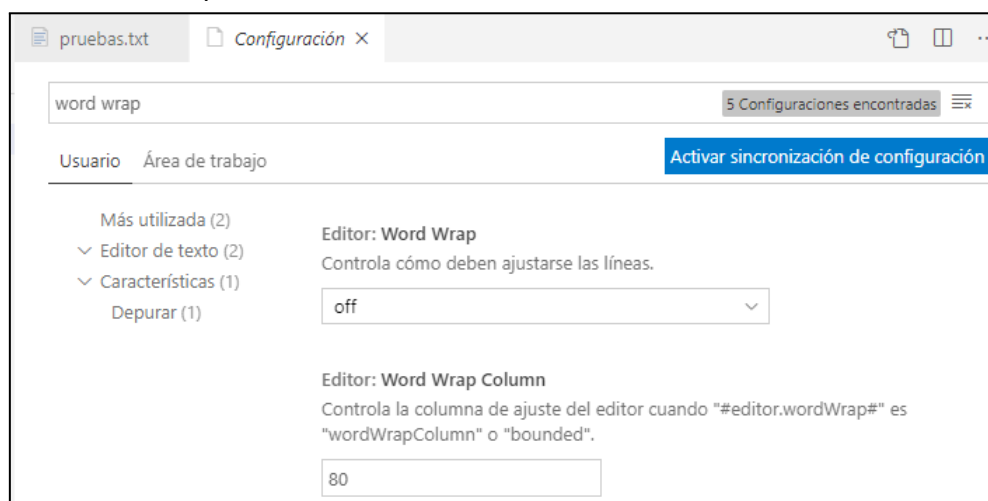 pruebas.txt Configuración
word wrap 5 Configuraciones encontradas
Usuario Área de trabajo Activar sincronización de configuración
Más utilizada (2)
Editor de texto (2)
Características (1)
Depurar (1)
Editor: Word Wrap
Controla cómo deben ajustarse las líneas.
off
Editor: Word Wrap Column
Controla la columna de ajuste del editor cuando "#editor.wordWrap#" es
"wordWrapColumn" o "bounded".
80